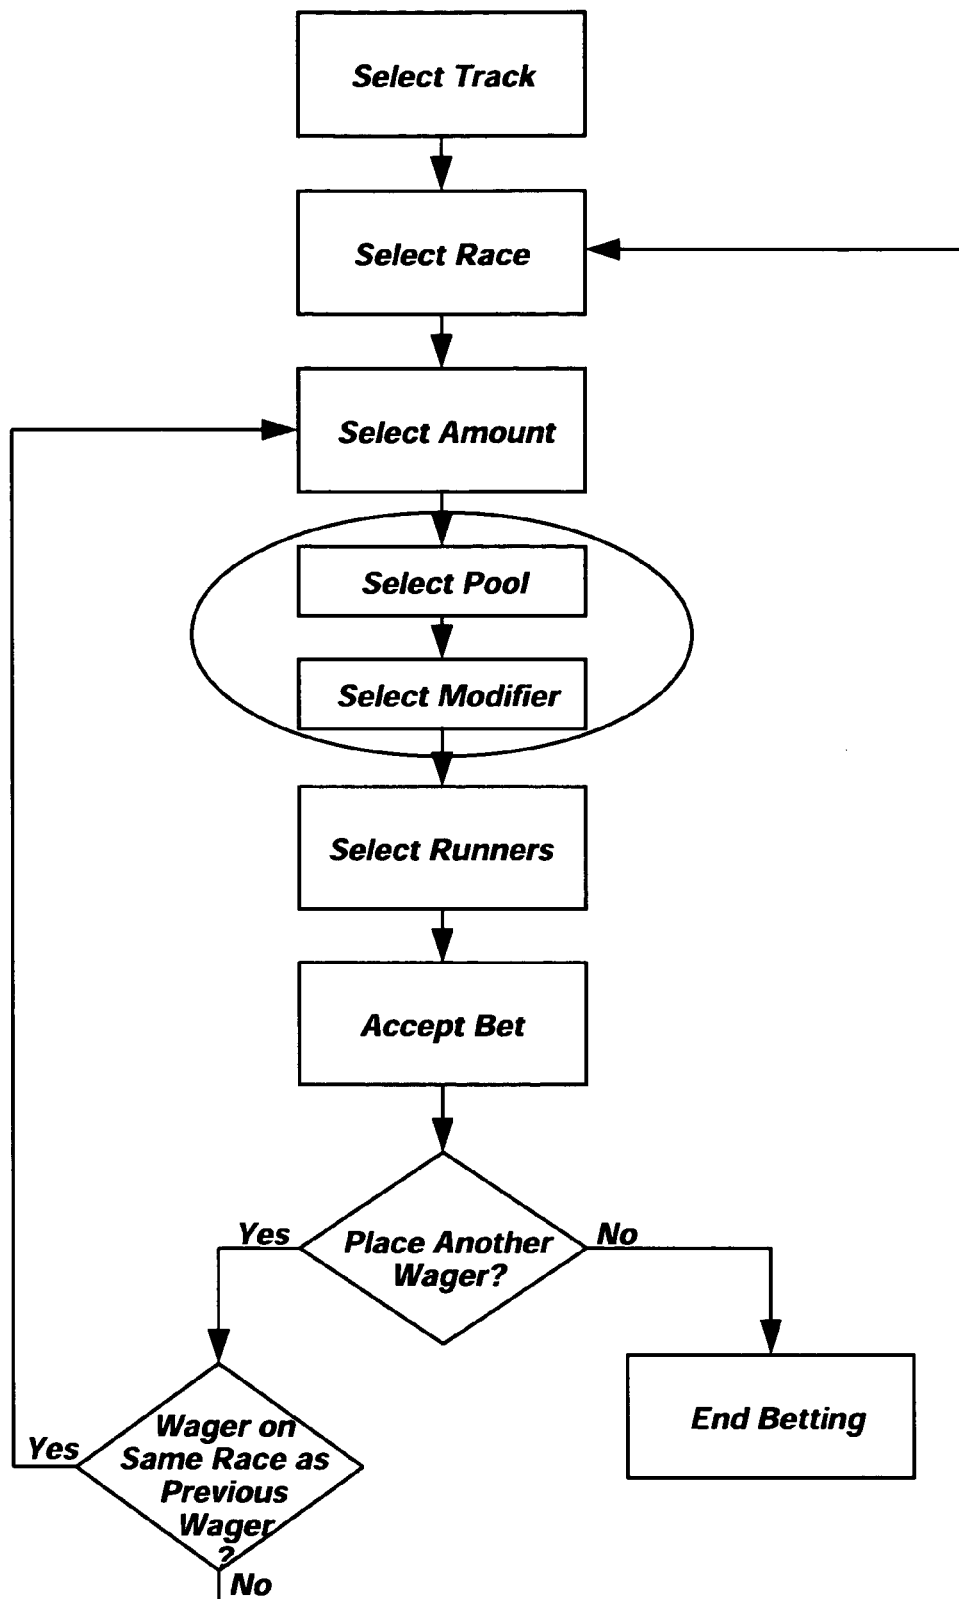 Select Track
Select Race
Select Amount
Select Pool
Select Modifier
Select Runners
Accept Bet
Yes
Place Another
Wager?
No
End Betting
Yes
Wager on
Same Race as
Previous
Wager
?
No